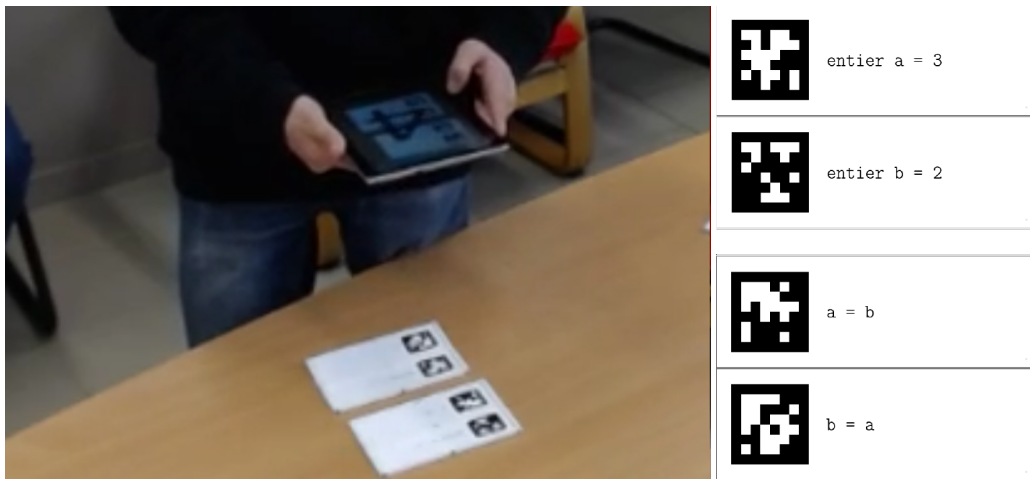 entier a = 3
entier b = 2
a = b
b = a